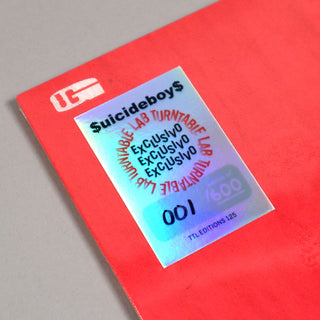 $uicideboy$
TURNTABLE LAB TURNTABLE LAB
EXCLUSIVO
EXCLUSIVO
EXCLUSIVO
001 /600
TTL EDITIONS 125